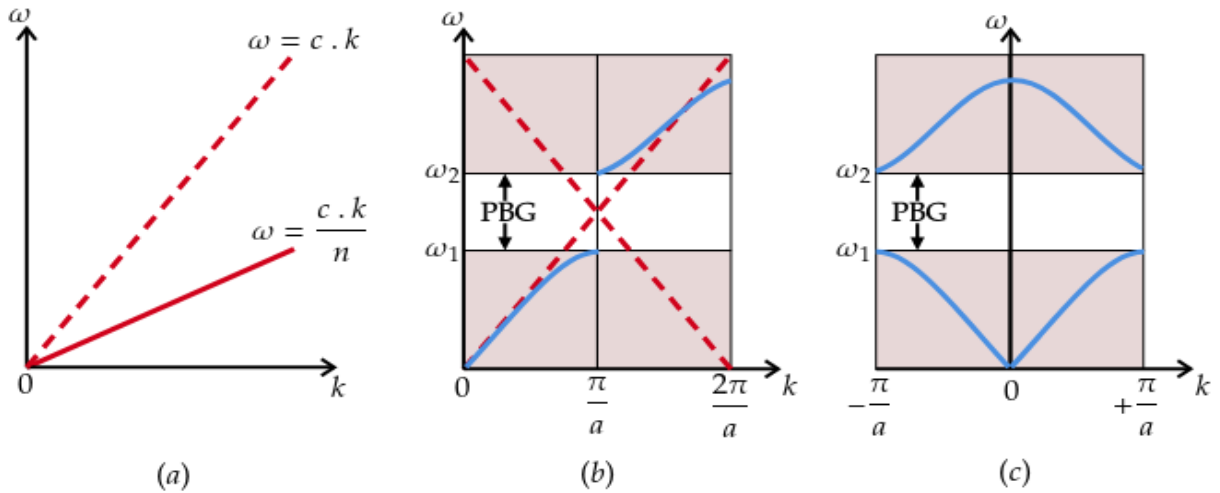 ω
ω = c . k
ω = c . k / n
0
k
(a)
ω
ω₂
PBG
ω₁
0
π/a
2π/a
k
(b)
ω
ω₂
PBG
ω₁
−π/a
0
+π/a
k
(c)